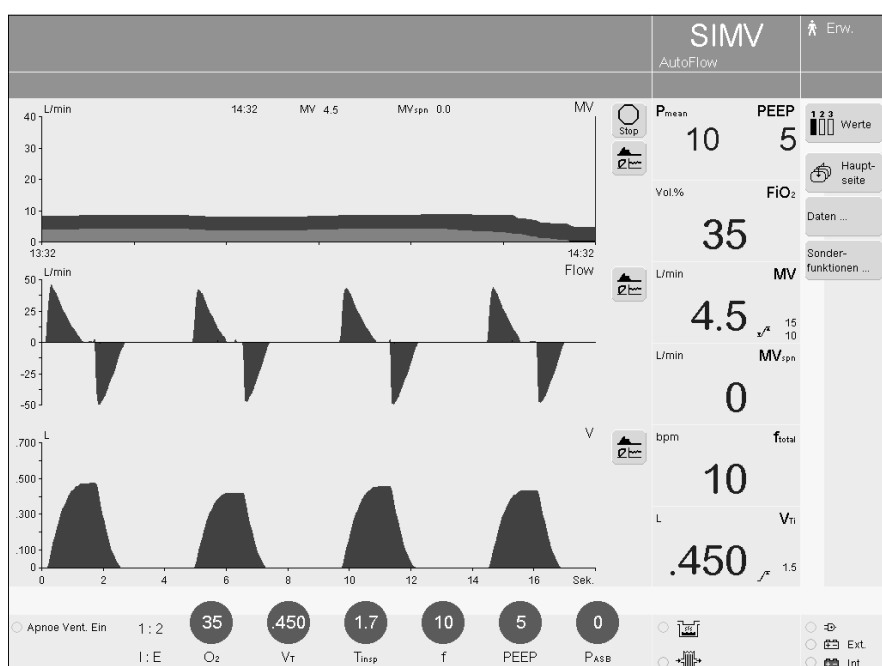 SIMV
AutoFlow
Erw.
L/min 14:32 MV 4.5 MVspn 0.0 MV
40
30
20
10
0
13:32 14:32
Stop
L/min Flow
50
25
0
-25
-50
L V
.700
.500
.300
.100
0
0 2 4 6 8 10 12 14 16 Sek.
Pmean PEEP
10 5
Vol.% FiO₂
35
L/min MV
4.5 15
10
L/min MVspn
0
bpm ftotal
10
L VTi
.450 1.5
1 2 3
Werte
Haupt-
seite
Daten ...
Sonder-
funktionen ...
Apnoe Vent. Ein 1:2 35 .450 1.7 10 5 0
I:E O₂ VT Tinsp f PEEP PASB
Ext.
Int.